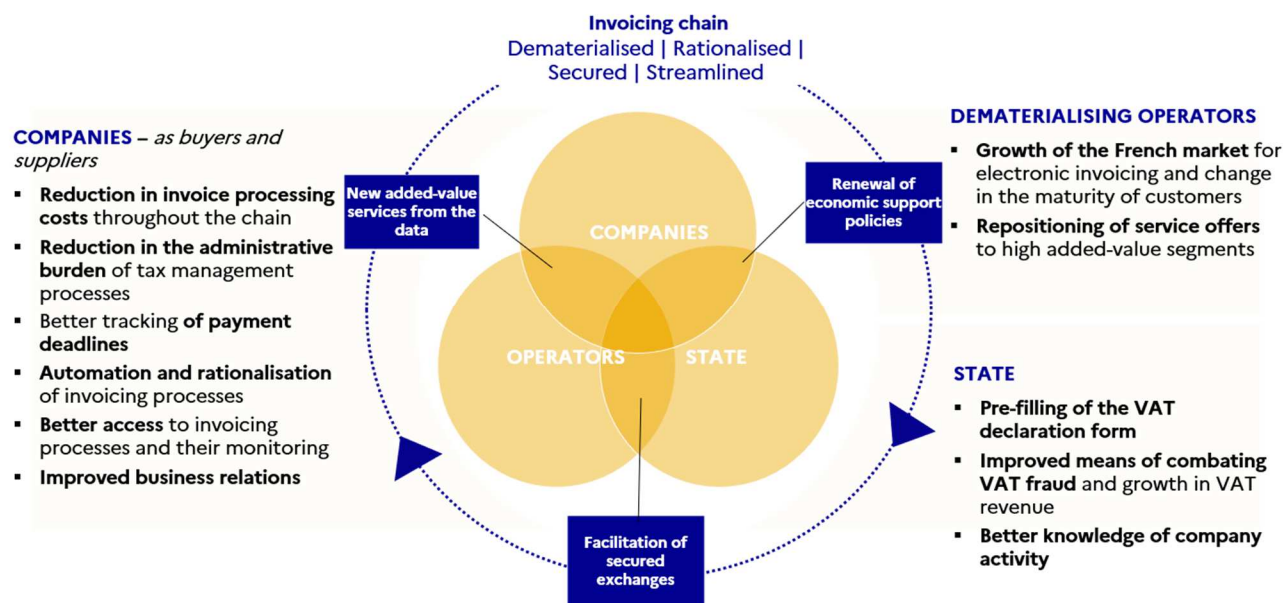 Invoicing chain
Dematerialised | Rationalised |
Secured | Streamlined
COMPANIES – as buyers and
suppliers
▪ Reduction in invoice processing
costs throughout the chain
▪ Reduction in the administrative
burden of tax management
processes
▪ Better tracking of payment
deadlines
▪ Automation and rationalisation
of invoicing processes
▪ Better access to invoicing
processes and their monitoring
▪ Improved business relations
New added-value
services from the
data
COMPANIES
OPERATORS
STATE
Renewal of
economic support
policies
Facilitation of
secured
exchanges
DEMATERIALISING OPERATORS
▪ Growth of the French market for
electronic invoicing and change
in the maturity of customers
▪ Repositioning of service offers
to high added-value segments
STATE
▪ Pre-filling of the VAT
declaration form
▪ Improved means of combating
VAT fraud and growth in VAT
revenue
▪ Better knowledge of company
activity